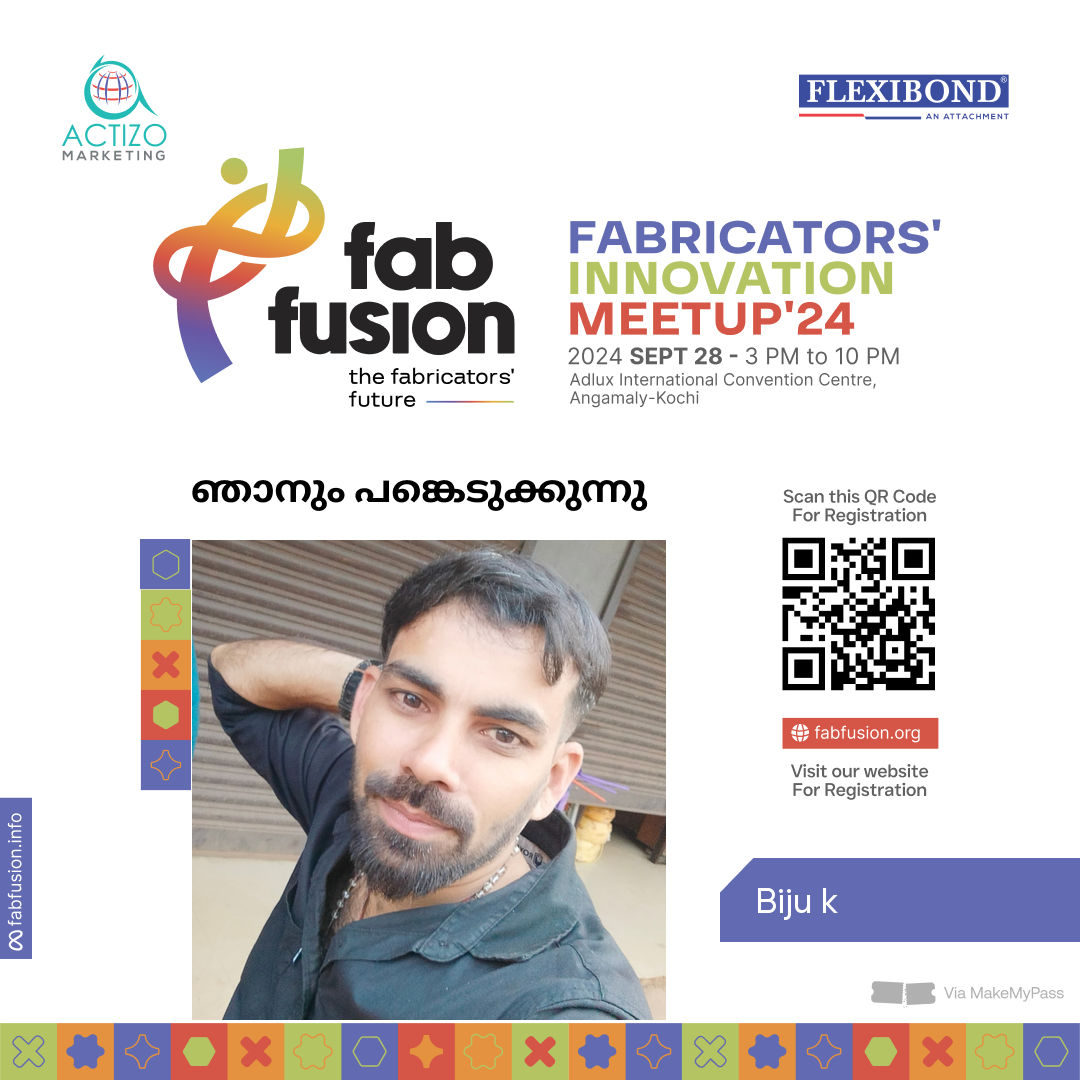 ACTIZO
MARKETING
FLEXIBOND®
AN ATTACHMENT
fab
fusion
the fabricators'
future
FABRICATORS'
INNOVATION
MEETUP'24
2024 SEPT 28 - 3 PM to 10 PM
Adlux International Convention Centre,
Angamaly-Kochi
ഞാനും പങ്കെടുക്കുന്നു
Scan this QR Code
For Registration
fabfusion.org
Visit our website
For Registration
fabfusion.info
Biju k
Via MakeMyPass